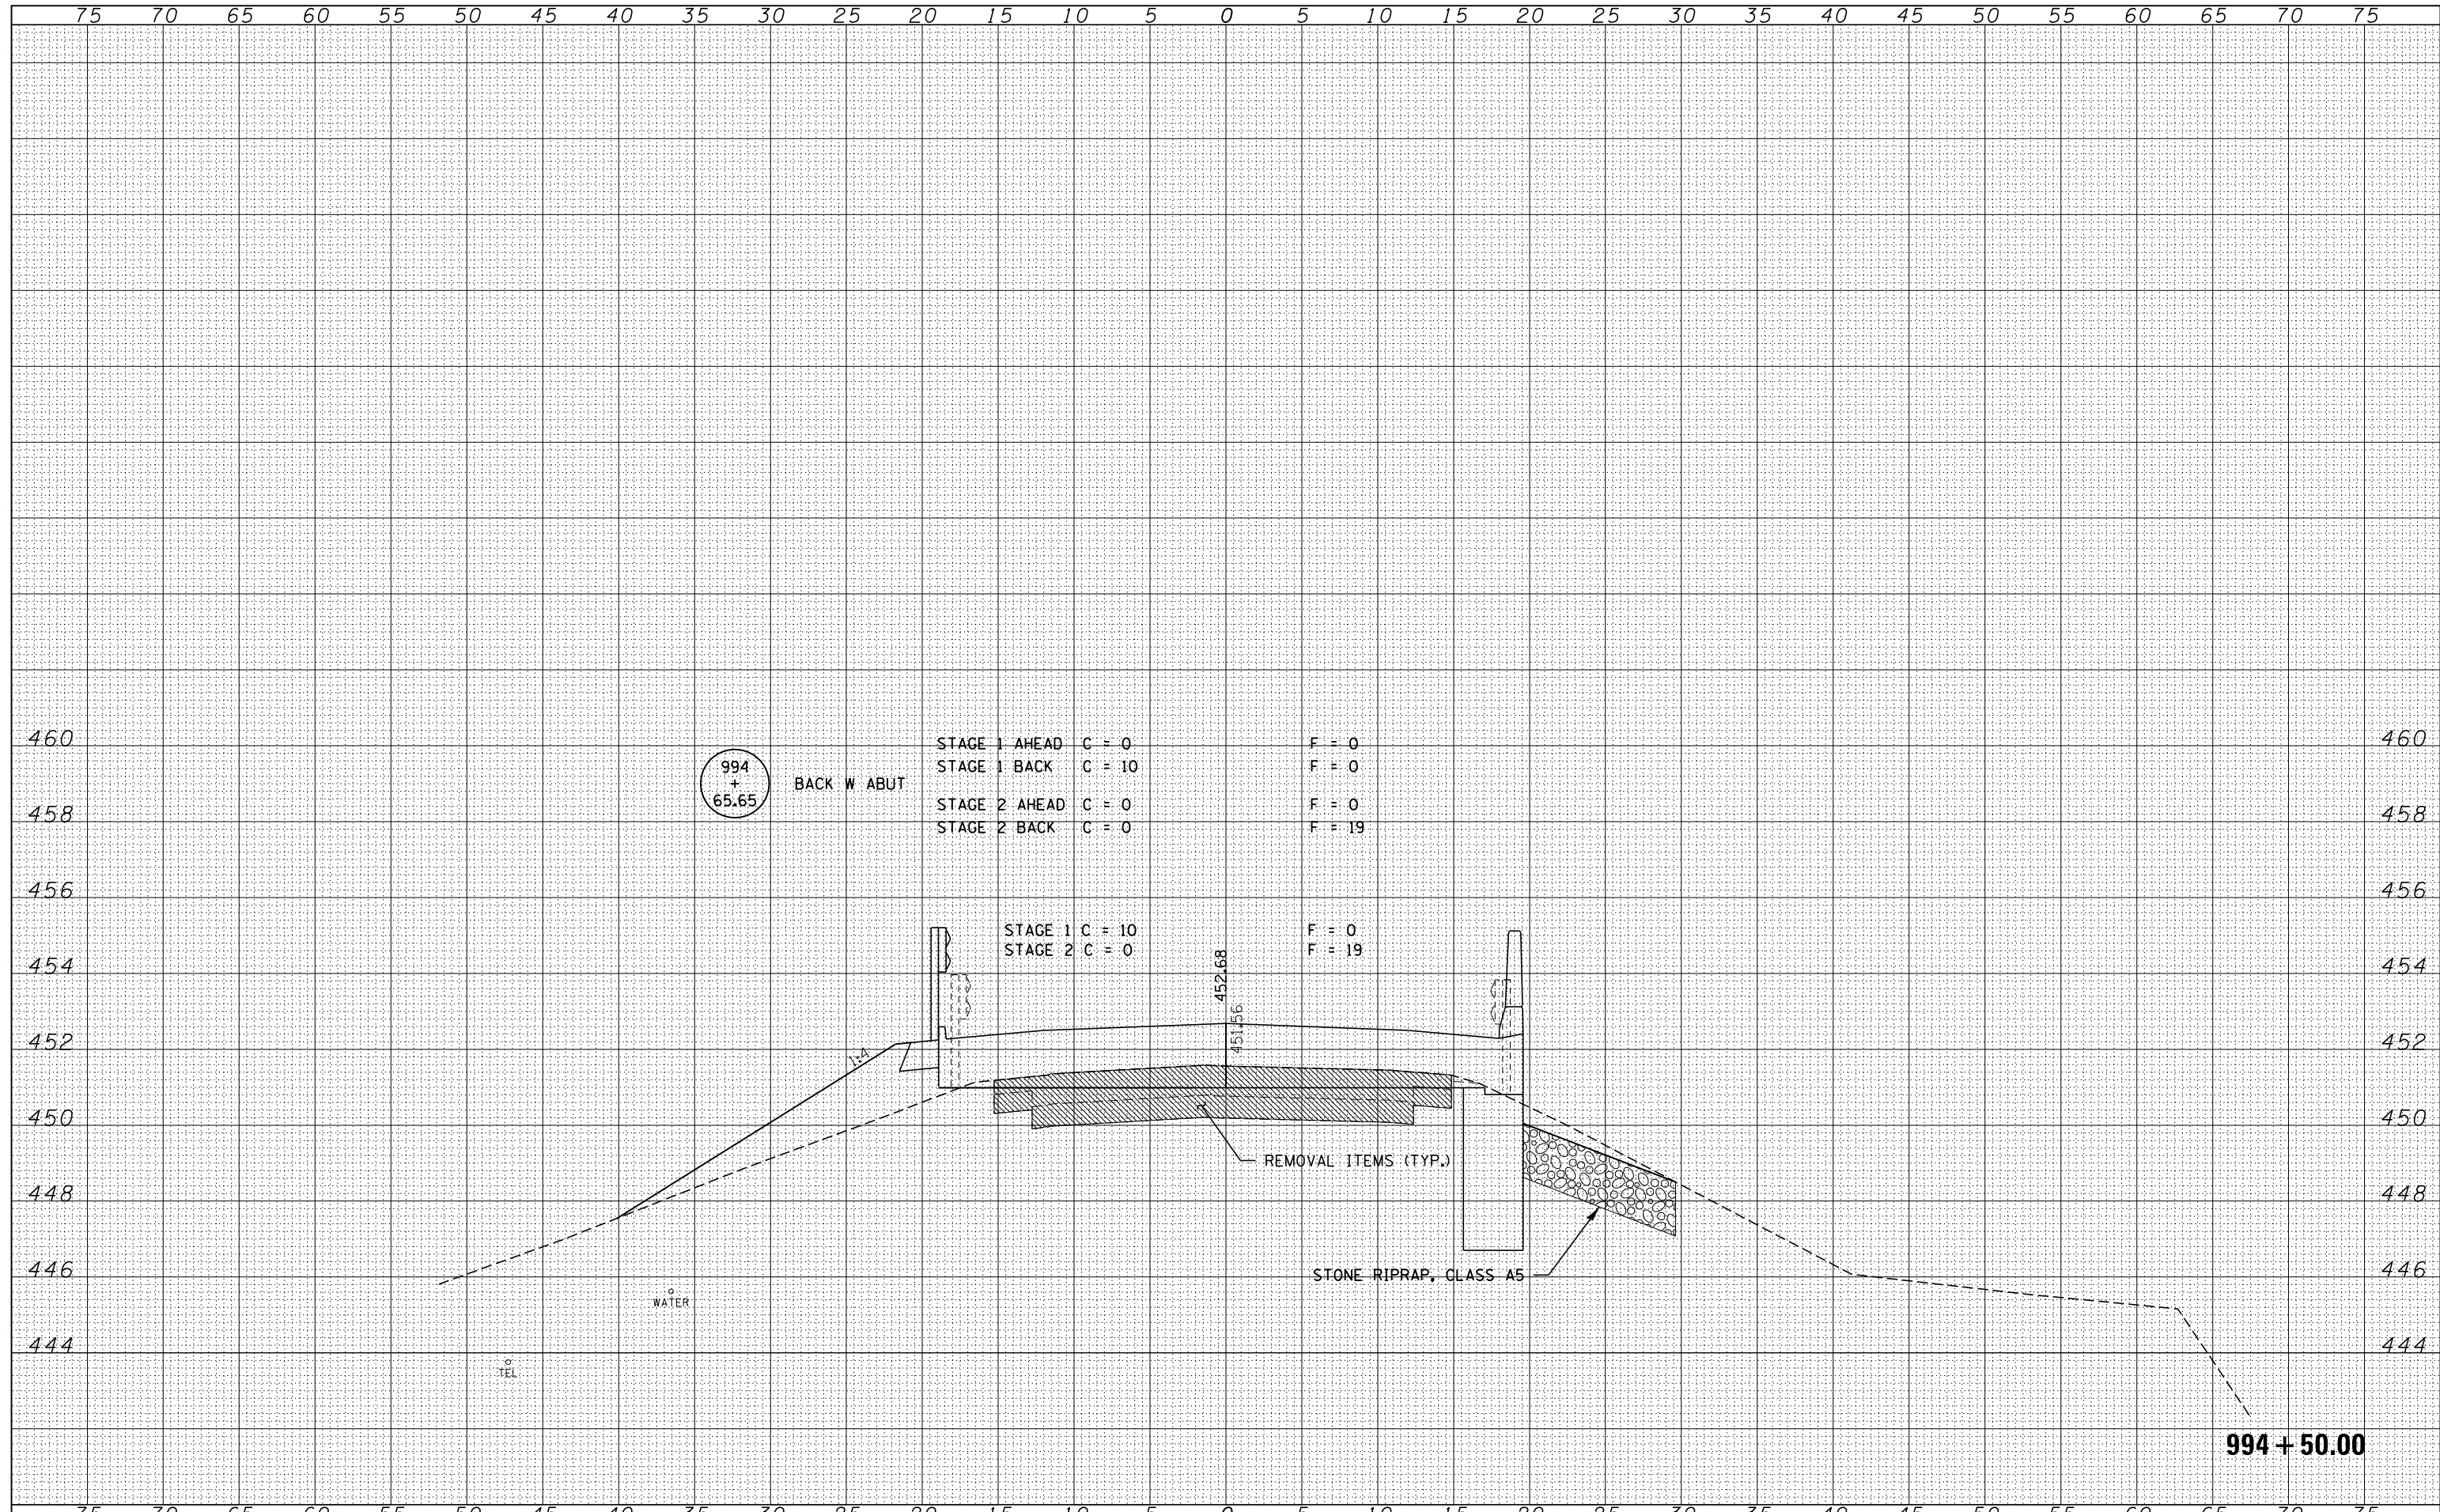 75 70 65 60 55 50 45 40 35 30 25 20 15 10 5 0 5 10 15 20 25 30 35 40 45 50 55 60 65 70 75
460 460
STAGE 1 AHEAD C = 0 F = 0
994
+
65.65
BACK W ABUT
STAGE 1 BACK C = 10 F = 0
STAGE 2 AHEAD C = 0 F = 0
458 458
STAGE 2 BACK C = 0 F = 19
456 456
STAGE 1 C = 10 F = 0
STAGE 2 C = 0 F = 19
454 454
452.68
451.56
452 452
1:4
450 450
REMOVAL ITEMS (TYP.)
448 448
446 446
STONE RIPRAP, CLASS A5
WATER
444 444
TEL
994 + 50.00
75 70 65 60 55 50 45 40 35 30 25 20 15 10 5 0 5 10 15 20 25 30 35 40 45 50 55 60 65 70 75